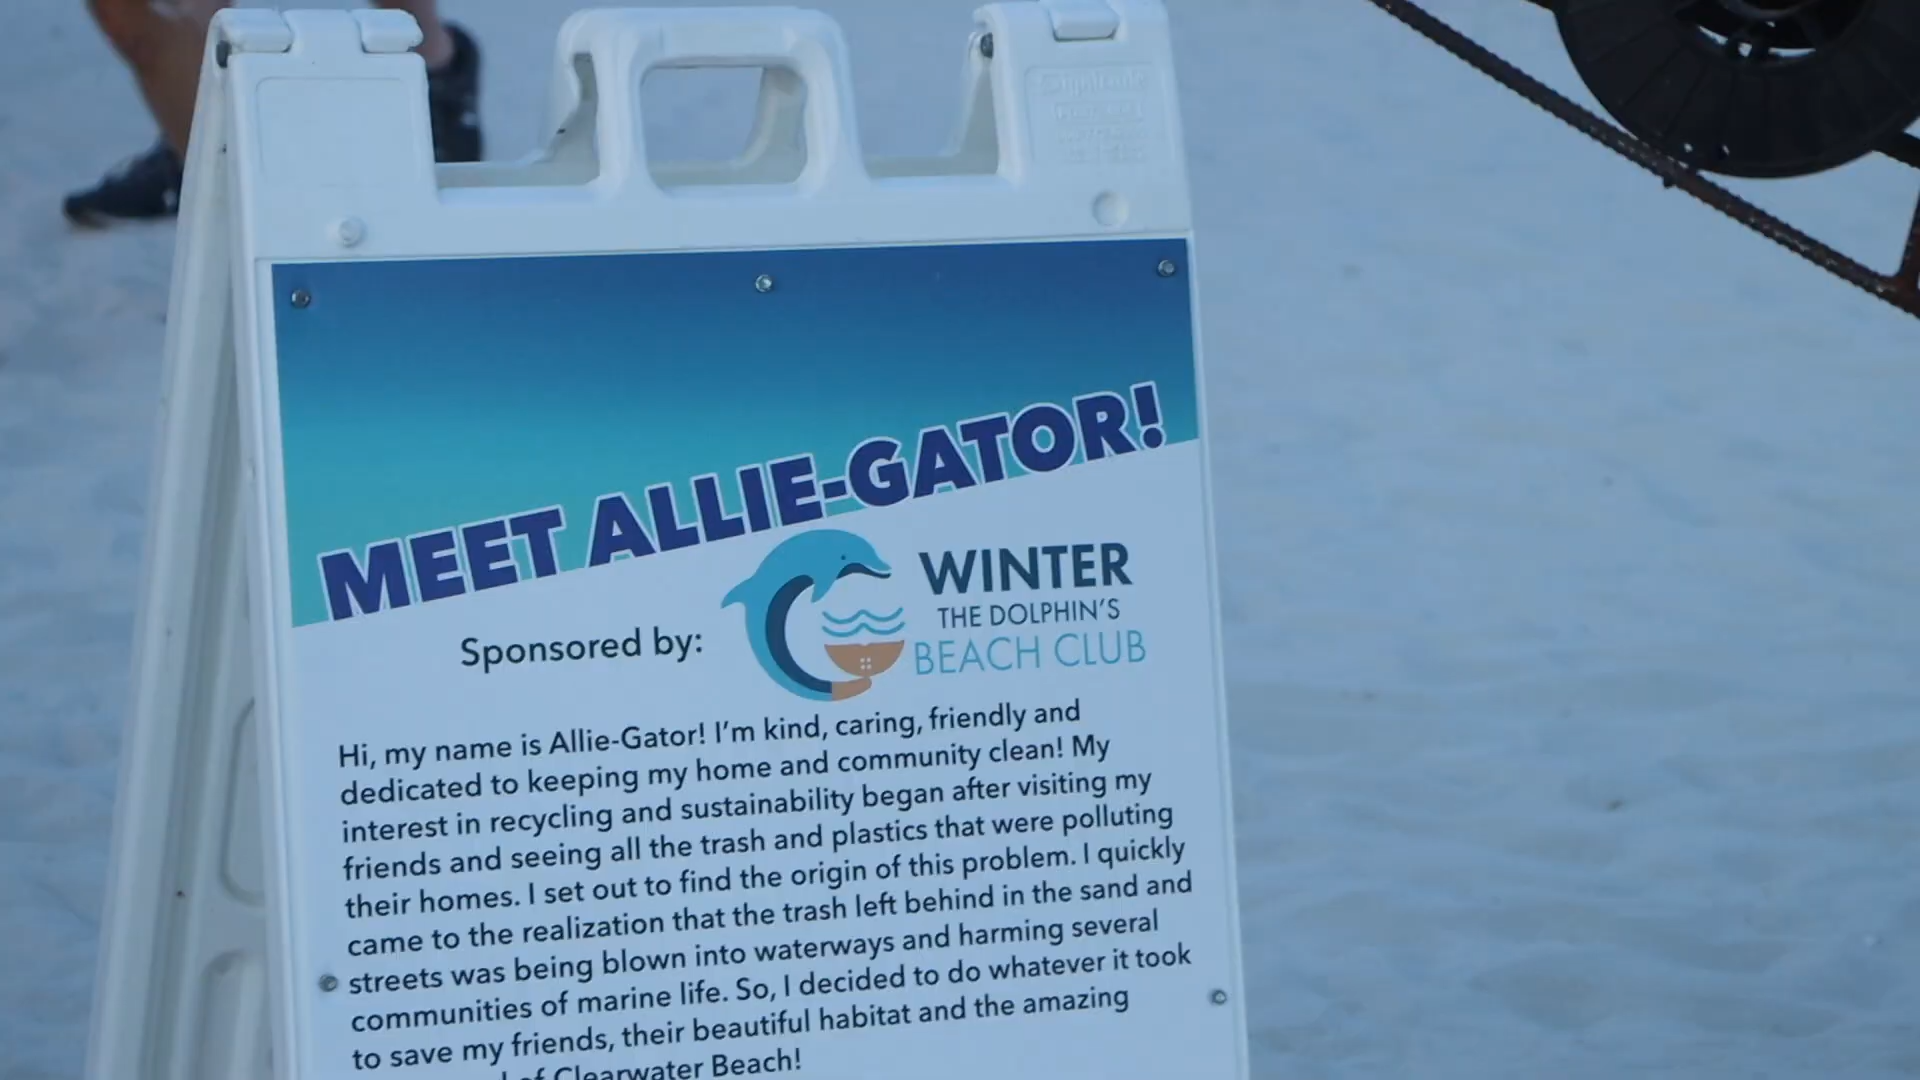 MEET ALLIE-GATOR!
Sponsored by:
WINTER
THE DOLPHIN'S
BEACH CLUB
Hi, my name is Allie-Gator! I'm kind, caring, friendly and
dedicated to keeping my home and community clean! My
interest in recycling and sustainability began after visiting my
friends and seeing all the trash and plastics that were polluting
their homes. I set out to find the origin of this problem. I quickly
came to the realization that the trash left behind in the sand and
streets was being blown into waterways and harming several
communities of marine life. So, I decided to do whatever it took
to save my friends, their beautiful habitat and the amazing
of Clearwater Beach!